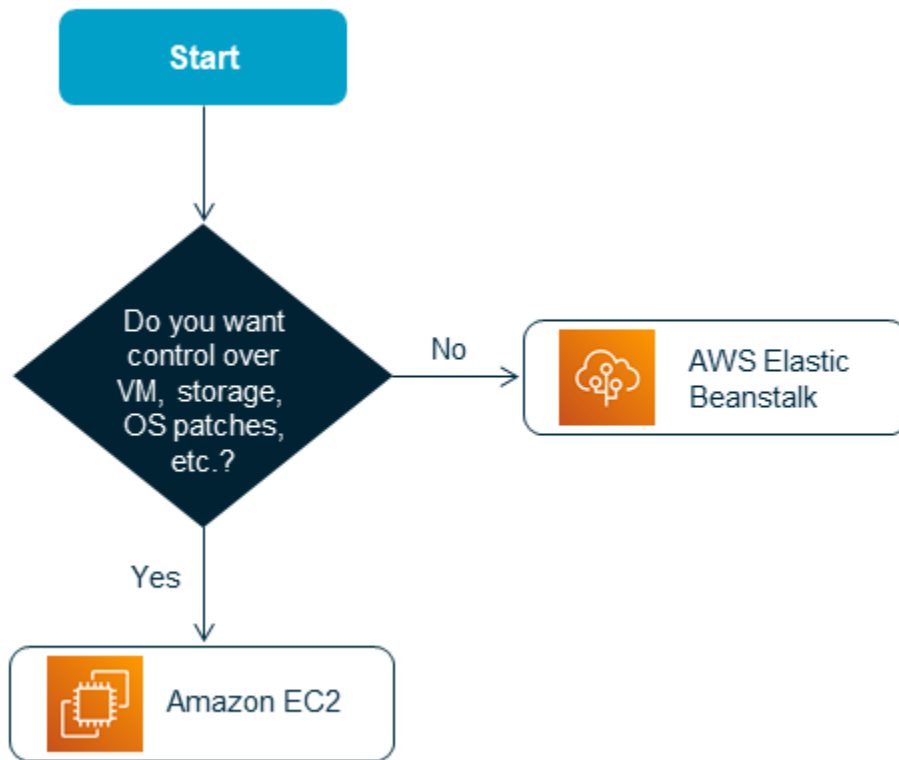 Start
Do you want
control over
VM, storage,
OS patches,
etc.?
No
AWS Elastic
Beanstalk
Yes
Amazon EC2